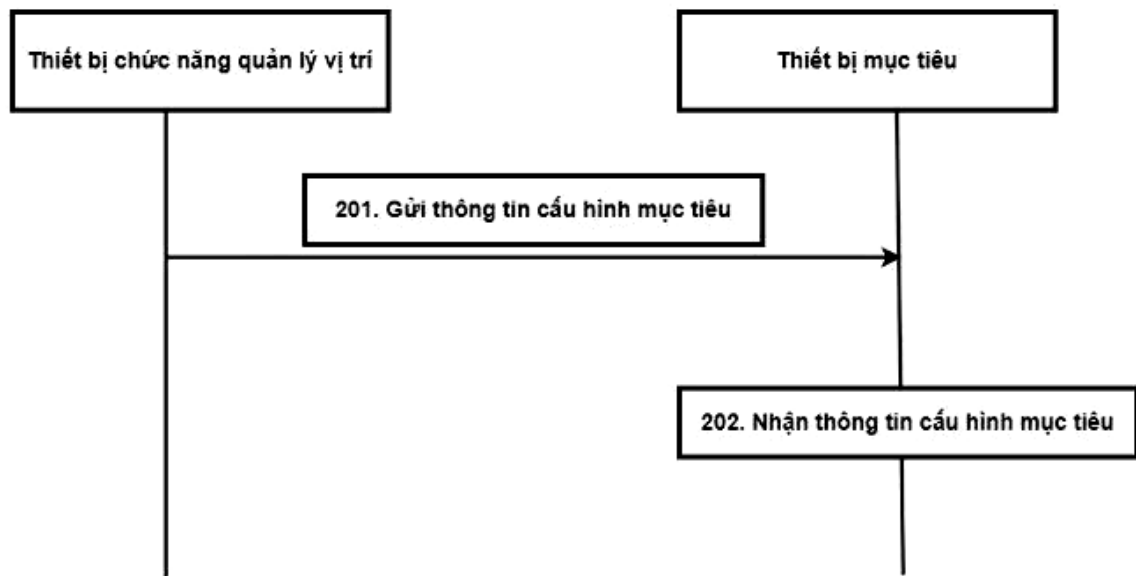 Thiết bị chức năng quản lý vị trí
Thiết bị mục tiêu
201. Gửi thông tin cấu hình mục tiêu
202. Nhận thông tin cấu hình mục tiêu